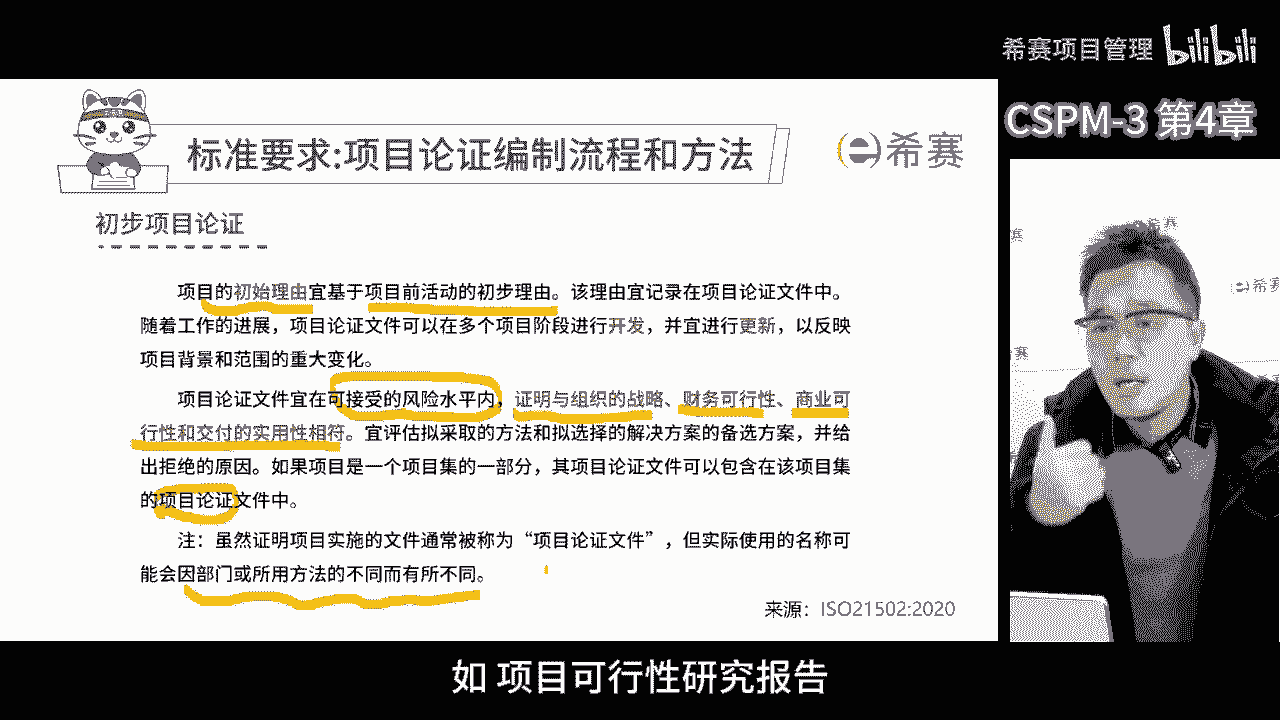 希赛项目管理 bilibili
CSPM-3 第4章
标准要求:项目论证编制流程和方法
希赛
初步项目论证
项目的初始理由宜基于项目前活动的初步理由。该理由宜记录在项目论证文件中。
随着工作的进展，项目论证文件可以在多个项目阶段进行开发，并宜进行更新，以反映
项目背景和范围的重大变化。
项目论证文件宜在可接受的风险水平内，证明与组织的战略、财务可行性、商业可
行性和交付的实用性相符。宜评估拟采取的方法和拟选择的解决方案的备选方案，并给
出拒绝的原因。如果项目是一个项目集的一部分，其项目论证文件可以包含在该项目集
的项目论证文件中。
注：虽然证明项目实施的文件通常被称为“项目论证文件”，但实际使用的名称可
能会因部门或所用方法的不同而有所不同。
来源：ISO21502:2020
希赛
希赛
赛
赛
如 项目可行性研究报告